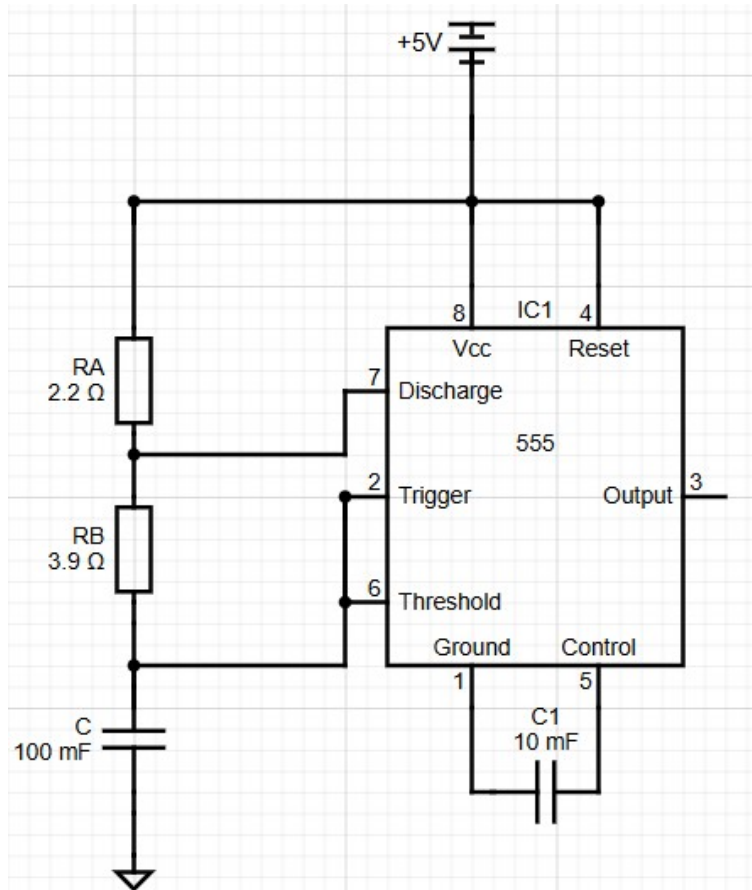 +5V
8
IC1
4
Vcc
Reset
RA
2.2 Ω
7
Discharge
555
2
Trigger
Output
3
RB
3.9 Ω
6
Threshold
Ground
Control
1
5
C
100 mF
C1
10 mF